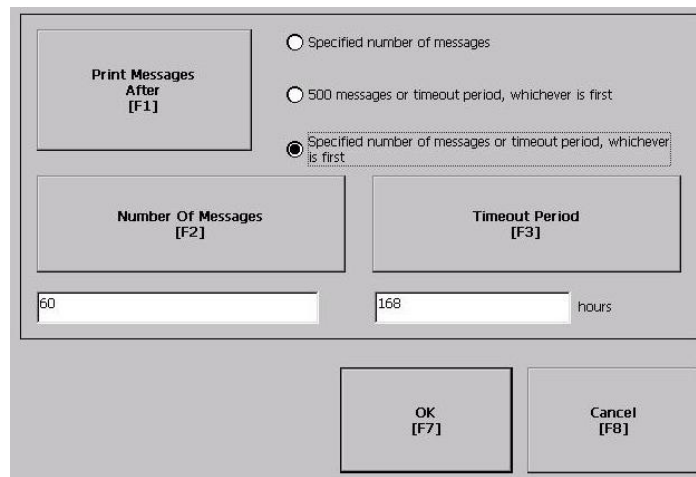 Print Messages
After
[F1]
Specified number of messages
500 messages or timeout period, whichever is first
Specified number of messages or timeout period, whichever
is first
Number Of Messages
[F2]
Timeout Period
[F3]
60
168
hours
OK
[F7]
Cancel
[F8]